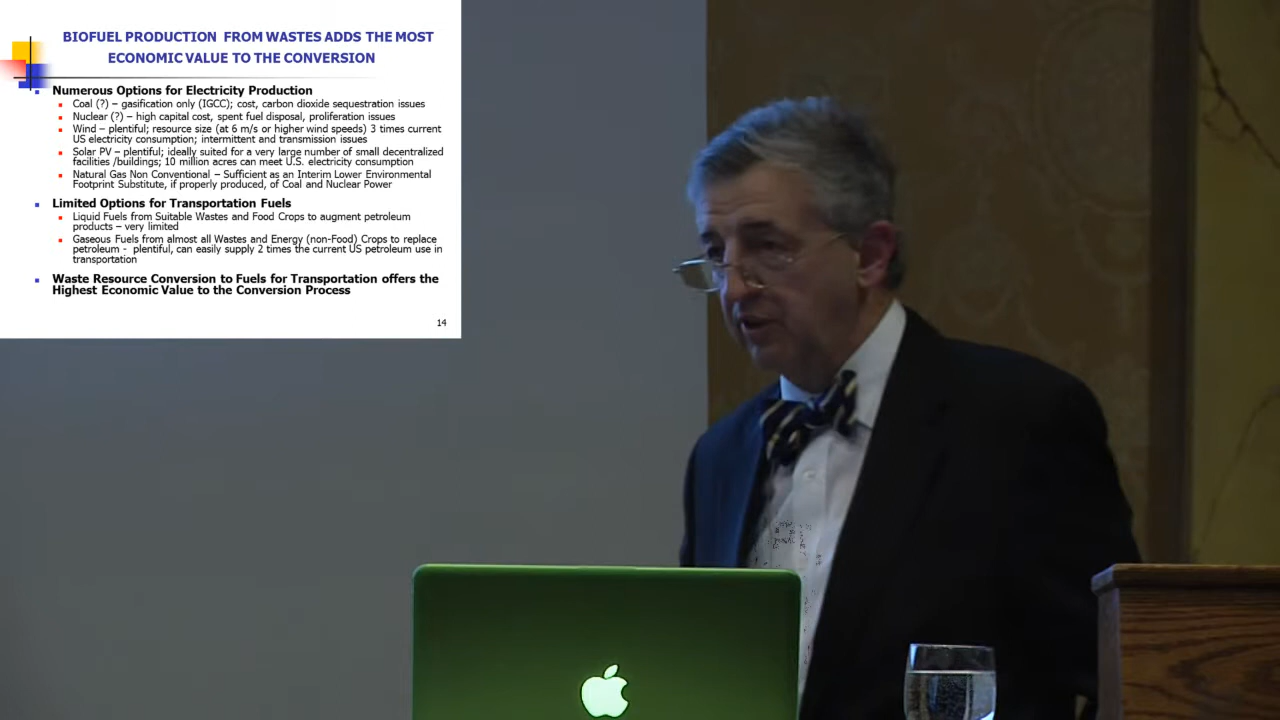 BIOFUEL PRODUCTION FROM WASTES ADDS THE MOST
ECONOMIC VALUE TO THE CONVERSION
Numerous Options for Electricity Production
Coal (?) – gasification only (IGCC); cost, carbon dioxide sequestration issues
Nuclear (?) – high capital cost, spent fuel disposal, proliferation issues
Wind – plentiful; resource size (at 6 m/s or higher wind speeds) 3 times current
US electricity consumption; intermittent and transmission issues
Solar PV – plentiful; ideally suited for a very large number of small decentralized
facilities /buildings; 10 million acres can meet U.S. electricity consumption
Natural Gas Non Conventional – Sufficient as an Interim Lower Environmental
Footprint Substitute, if properly produced, of Coal and Nuclear Power
Limited Options for Transportation Fuels
Liquid Fuels from Suitable Wastes and Food Crops to augment petroleum
products – very limited
Gaseous Fuels from almost all Wastes and Energy (non-Food) Crops to replace
petroleum - plentiful, can easily supply 2 times the current US petroleum use in
transportation
Waste Resource Conversion to Fuels for Transportation offers the
Highest Economic Value to the Conversion Process
14